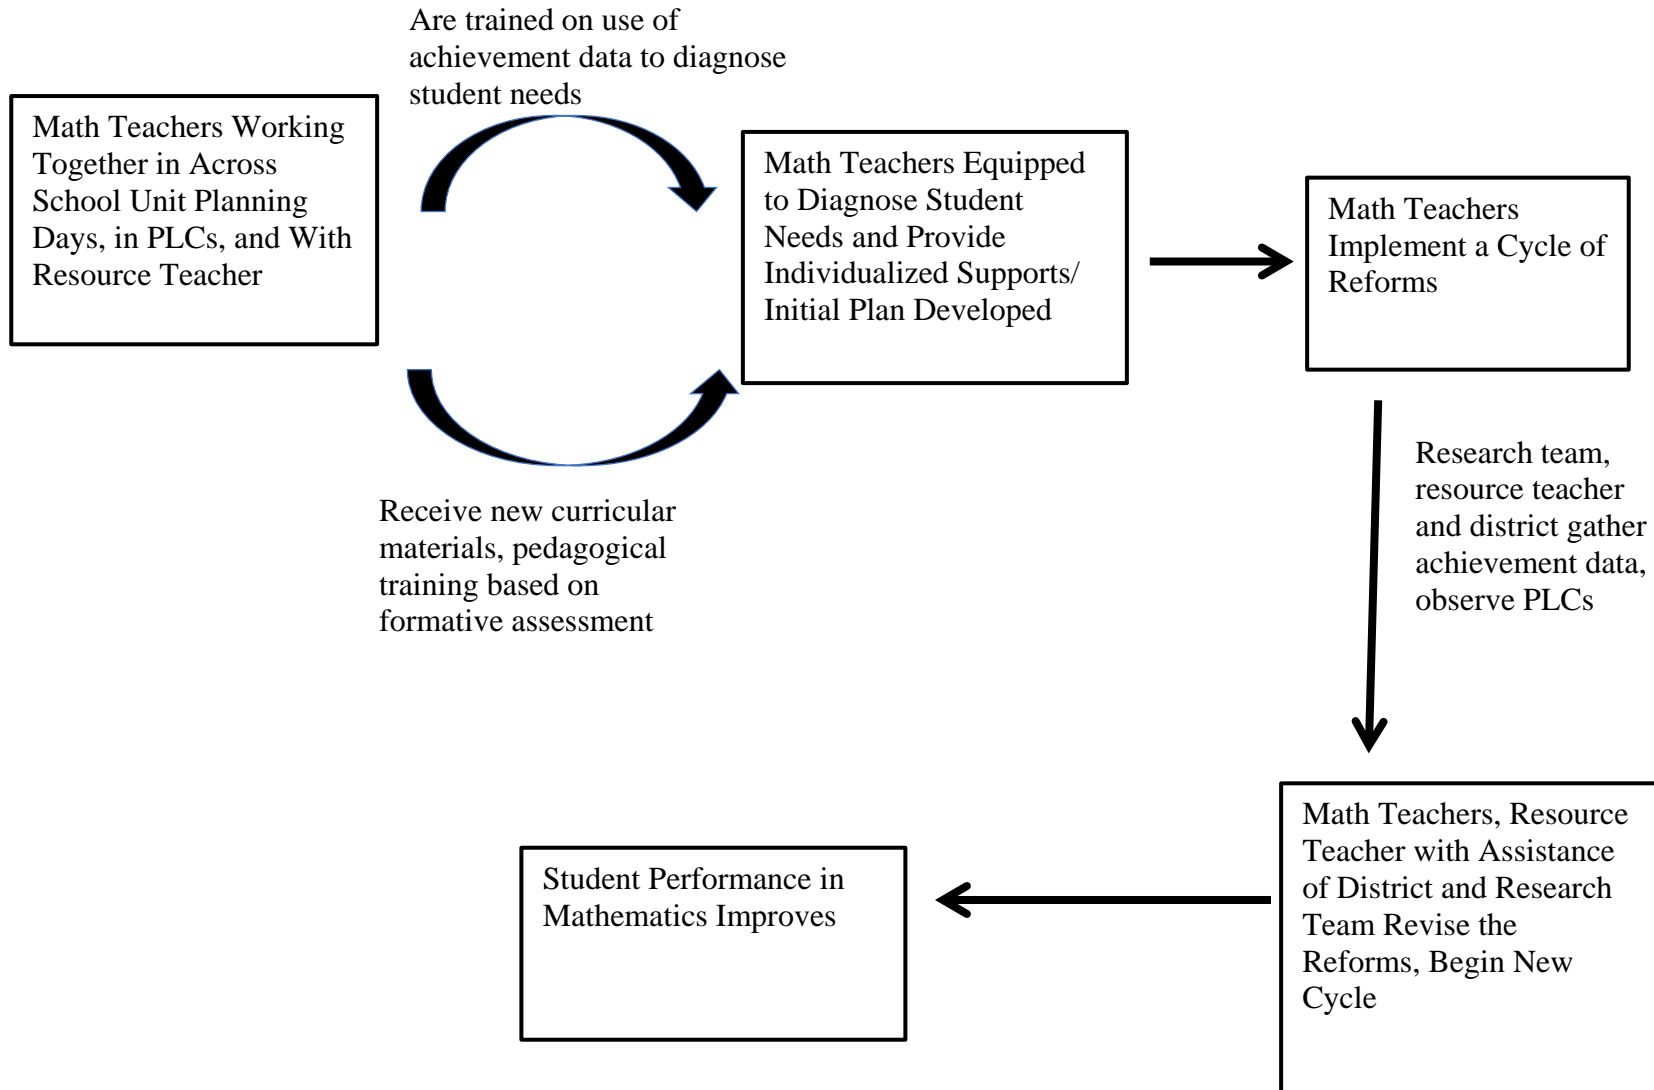 Are trained on use of
achievement data to diagnose
student needs
Math Teachers Working
Together in Across
School Unit Planning
Days, in PLCs, and With
Resource Teacher
Math Teachers Equipped
to Diagnose Student
Needs and Provide
Individualized Supports/
Initial Plan Developed
Math Teachers
Implement a Cycle of
Reforms
Receive new curricular
materials, pedagogical
training based on
formative assessment
Research team,
resource teacher
and district gather
achievement data,
observe PLCs
Math Teachers, Resource
Teacher with Assistance
of District and Research
Team Revise the
Reforms, Begin New
Cycle
Student Performance in
Mathematics Improves